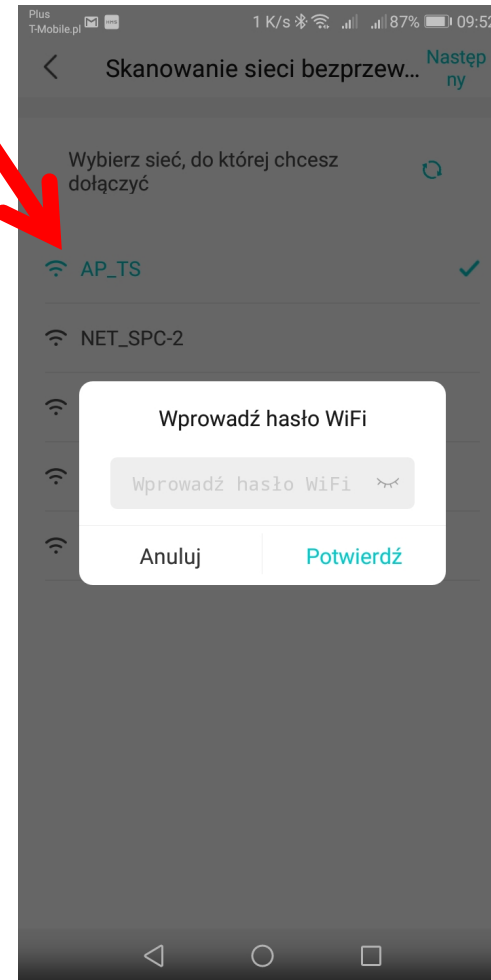 Plus
T-Mobile.pl 1 K/s 87% 09:52
Skanowanie sieci bezprzew... Następ
ny
Wybierz sieć, do której chcesz
dołączyć
AP_TS
NET_SPC-2
Wprowadź hasło WiFi
Wprowadź hasło WiFi
Anuluj Potwierdź